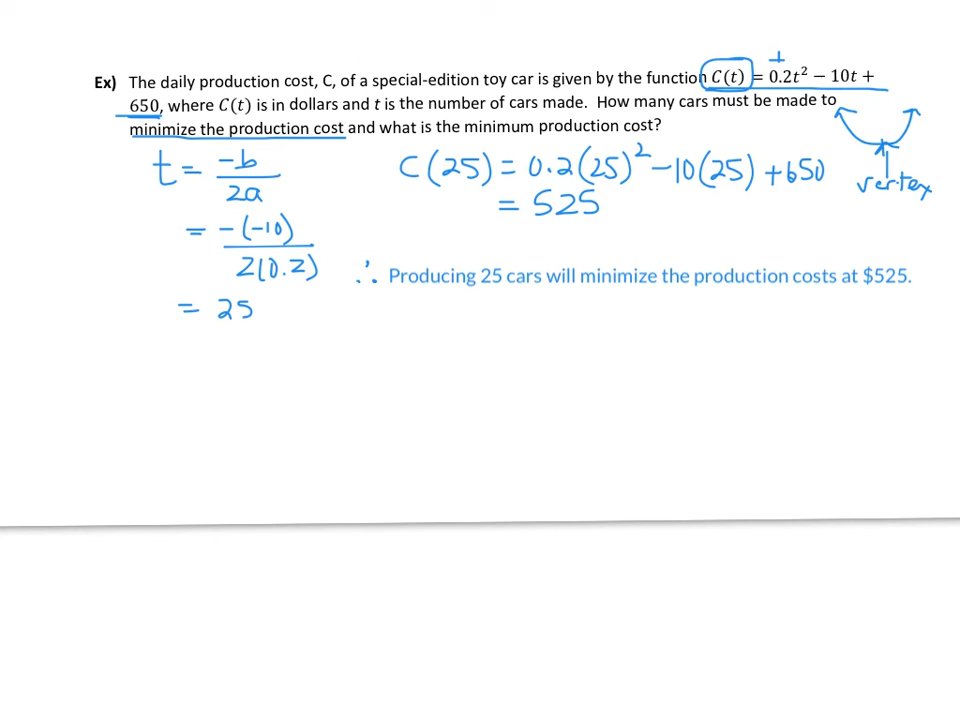 Ex) The daily production cost, C, of a special-edition toy car is given by the function C(t) = 0.2t² − 10t +
650, where C(t) is in dollars and t is the number of cars made. How many cars must be made to
minimize the production cost and what is the minimum production cost?
+
vertex
t = -b / 2a
= -(-10) / 2(0.2)
= 25
C(25) = 0.2(25)² - 10(25) + 650
= 525
∴ Producing 25 cars will minimize the production costs at $525.